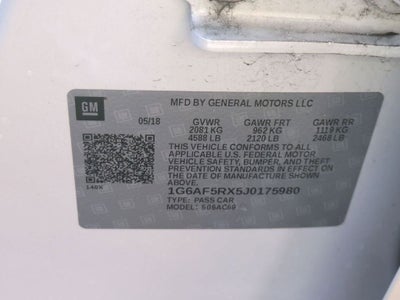 GM
MFD BY GENERAL MOTORS LLC
05/18 GVWR GAWR FRT GAWR RR
2081 KG 962 KG 1119 KG
4588 LB 2120 LB 2468 LB
THIS VEHICLE CONFORMS TO ALL
APPLICABLE U.S. FEDERAL MOTOR
VEHICLE SAFETY, BUMPER, AND THEFT
PREVENTION STANDARDS IN EFFECT ON
THE DATE OF MANUFACTURE SHOWN ABOVE.
1G6AF5RX5J0175980
TYPE: PASS CAR
MODEL: